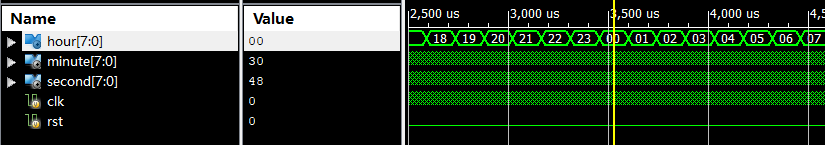 Name Value 2,500 us 3,000 us 3,500 us 4,000 us 4,5
hour[7:0] 00 18 19 20 21 22 23 00 01 02 03 04 05 06 07
minute[7:0] 30
second[7:0] 48
clk 0
rst 0